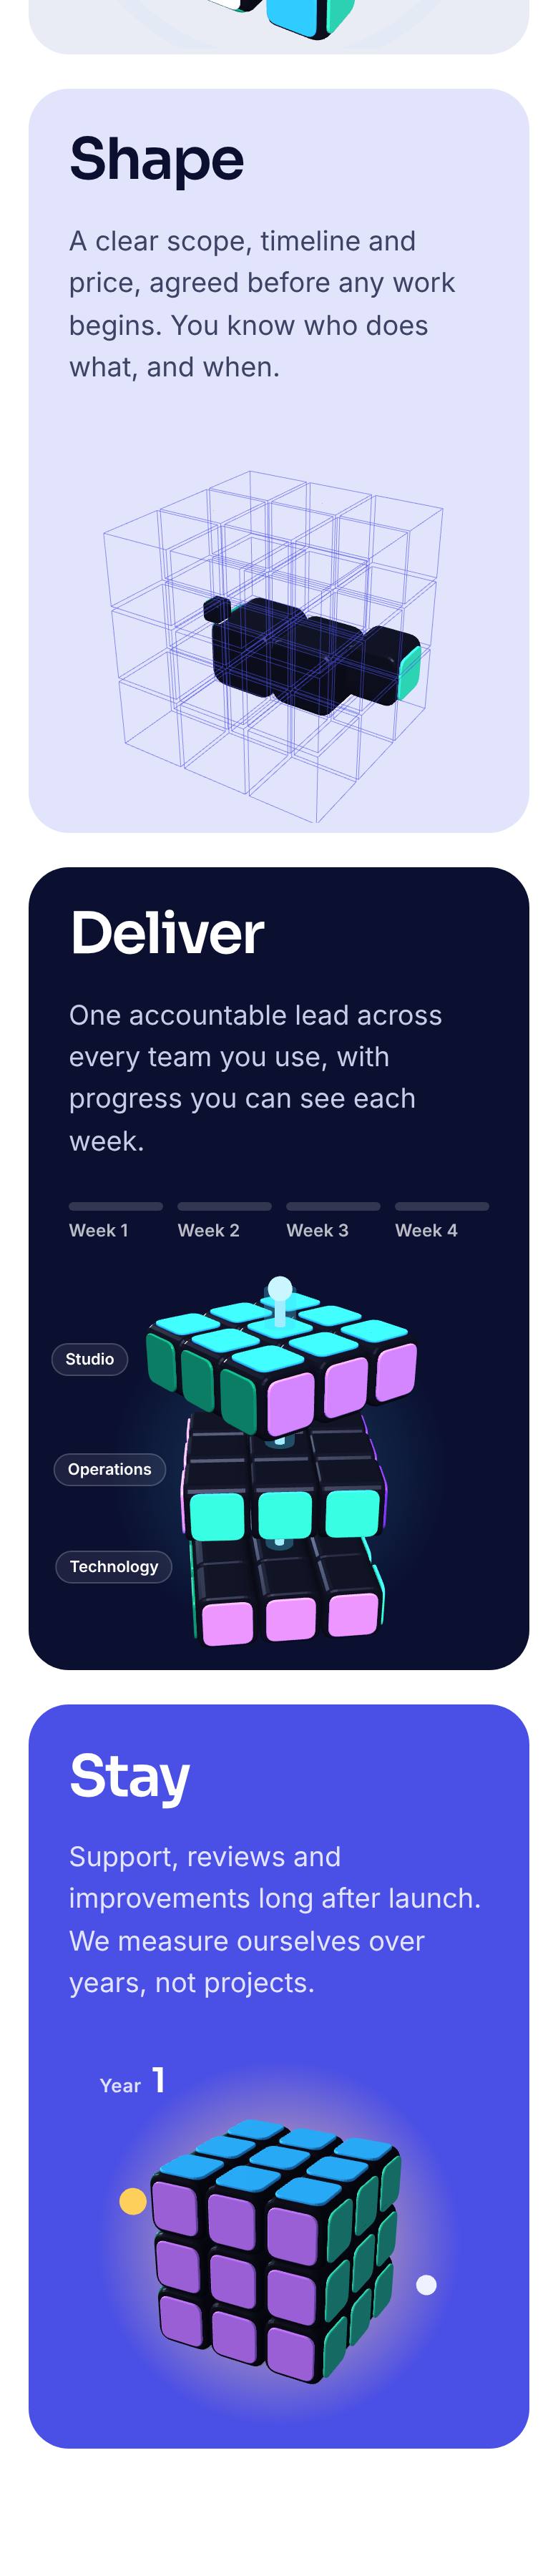 Shape
A clear scope, timeline and
price, agreed before any work
begins. You know who does
what, and when.
Deliver
One accountable lead across
every team you use, with
progress you can see each
week.
Week 1 Week 2 Week 3 Week 4
Studio
Operations
Technology
Stay
Support, reviews and
improvements long after launch.
We measure ourselves over
years, not projects.
Year 1